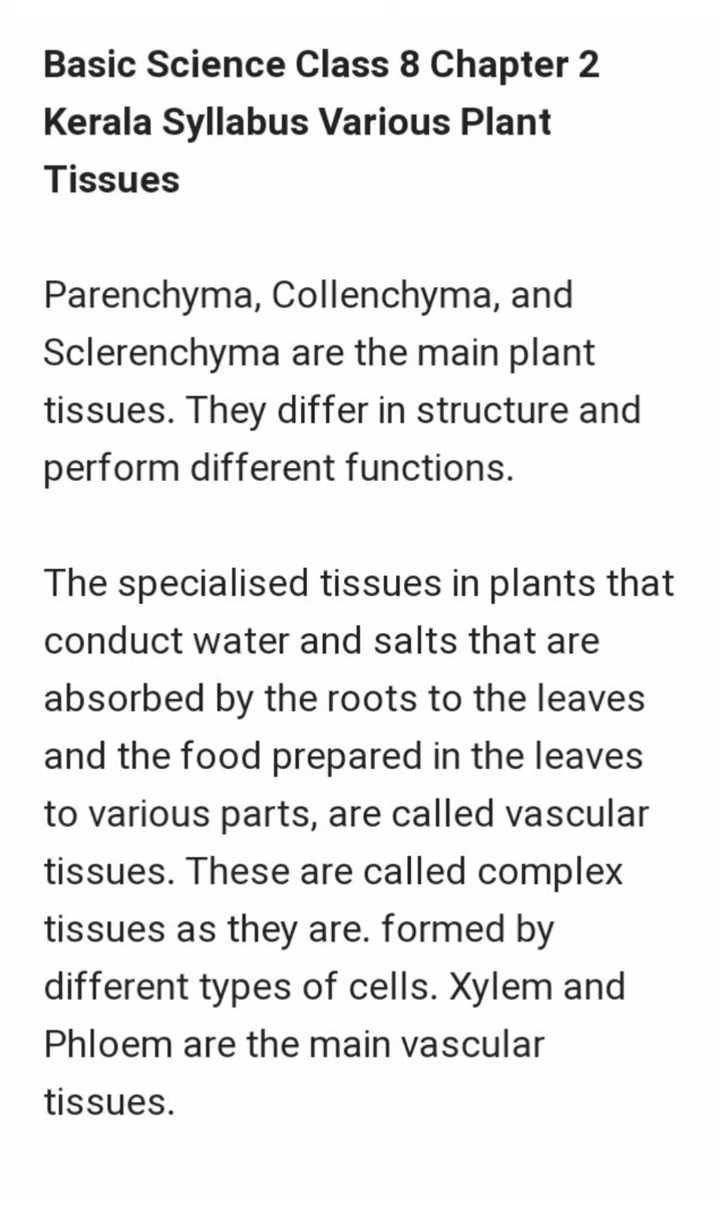 Basic Science Class 8 Chapter 2
Kerala Syllabus Various Plant
Tissues
Parenchyma, Collenchyma, and
Sclerenchyma are the main plant
tissues. They differ in structure and
perform different functions.
The specialised tissues in plants that
conduct water and salts that are
absorbed by the roots to the leaves
and the food prepared in the leaves
to various parts, are called vascular
tissues. These are called complex
tissues as they are. formed by
different types of cells. Xylem and
Phloem are the main vascular
tissues.